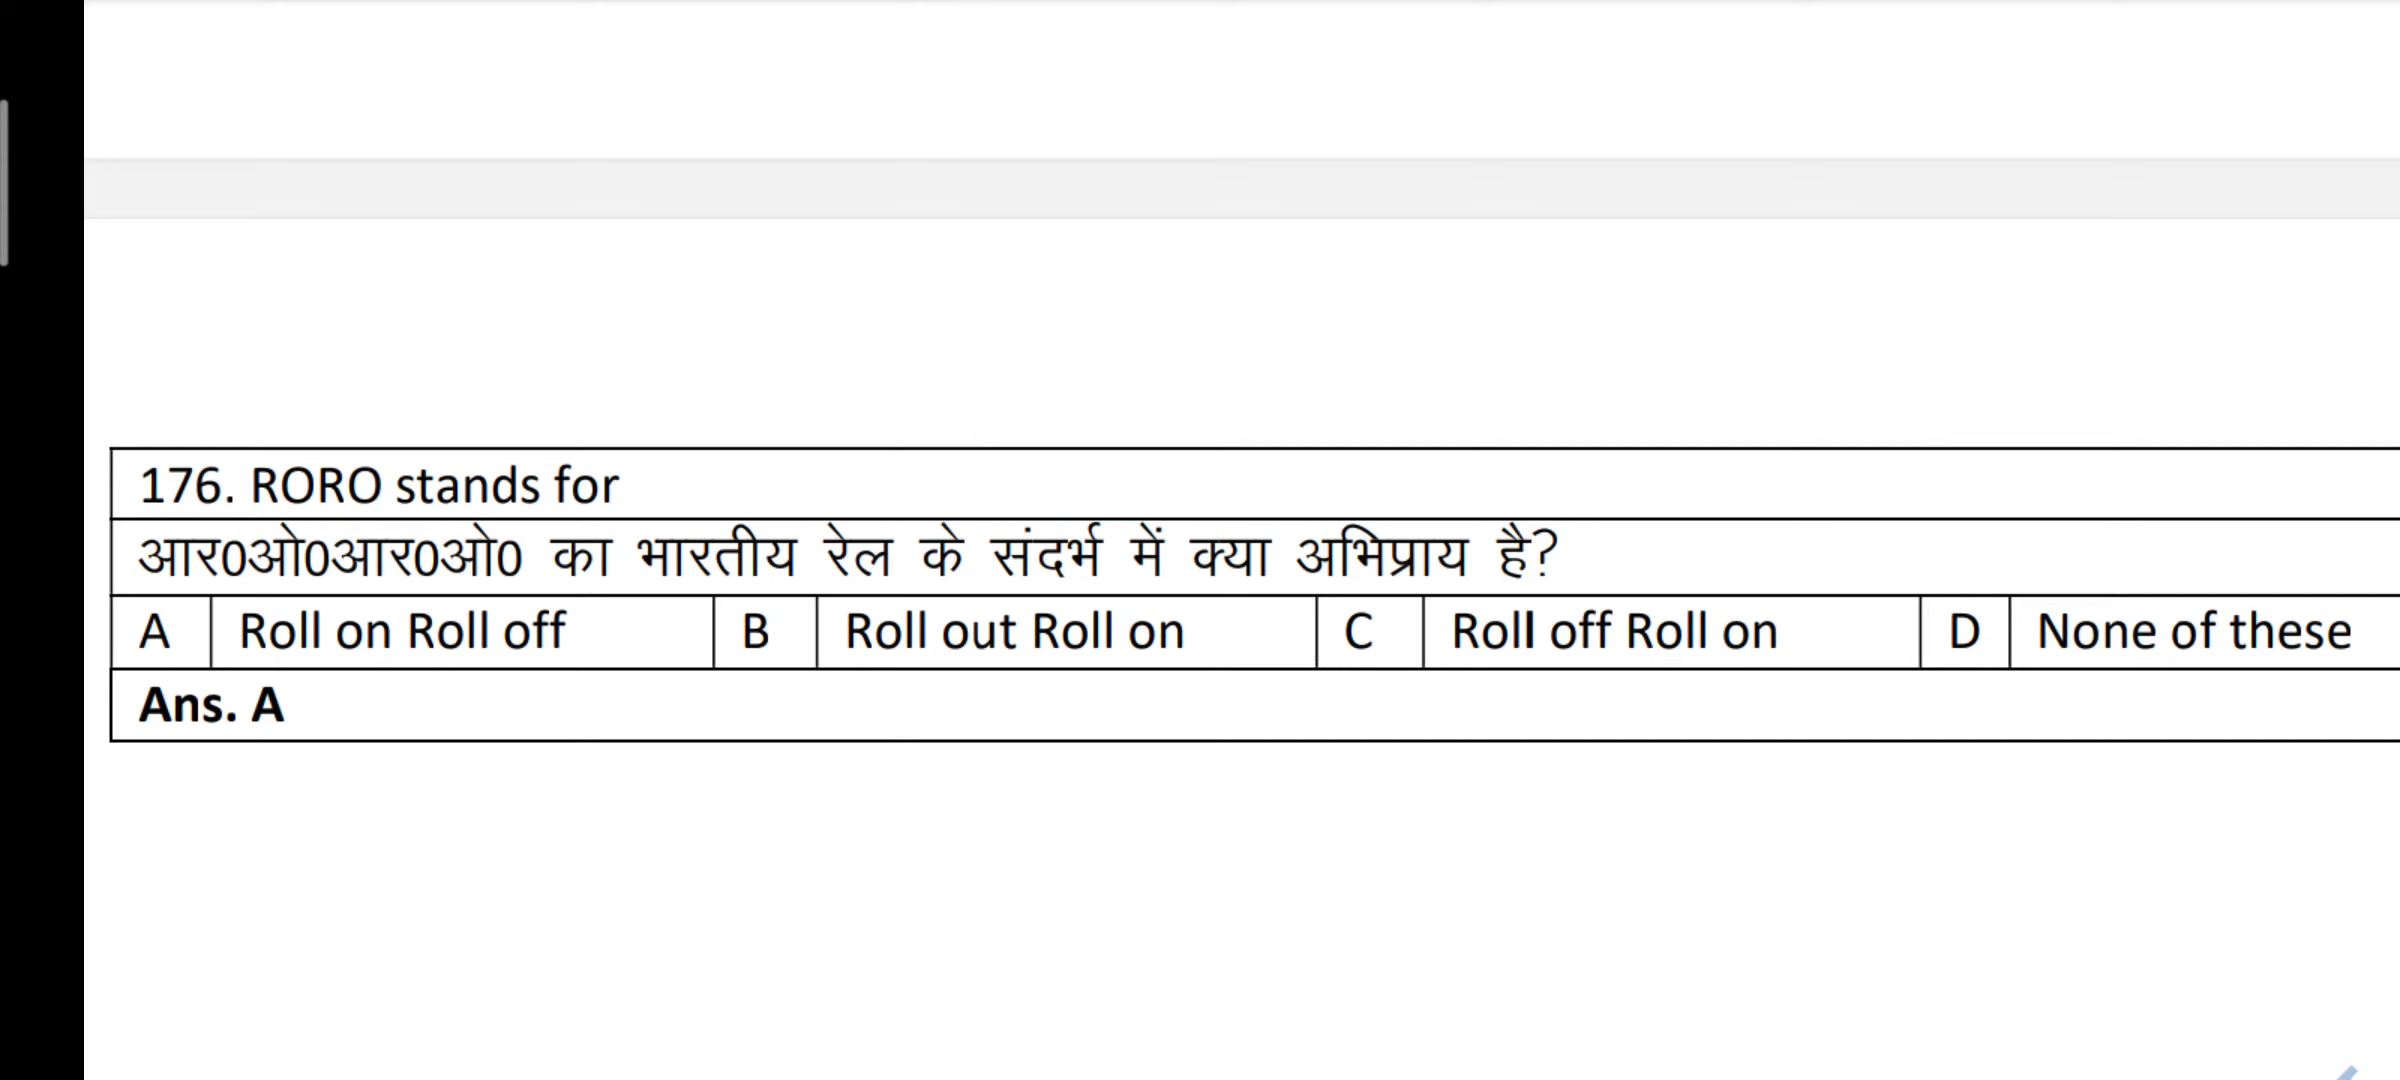 176. RORO stands for
आर0ओ0आर0ओ0 का भारतीय रेल के संदर्भ में क्या अभिप्राय है?
A Roll on Roll off B Roll out Roll on C Roll off Roll on D None of these
Ans. A